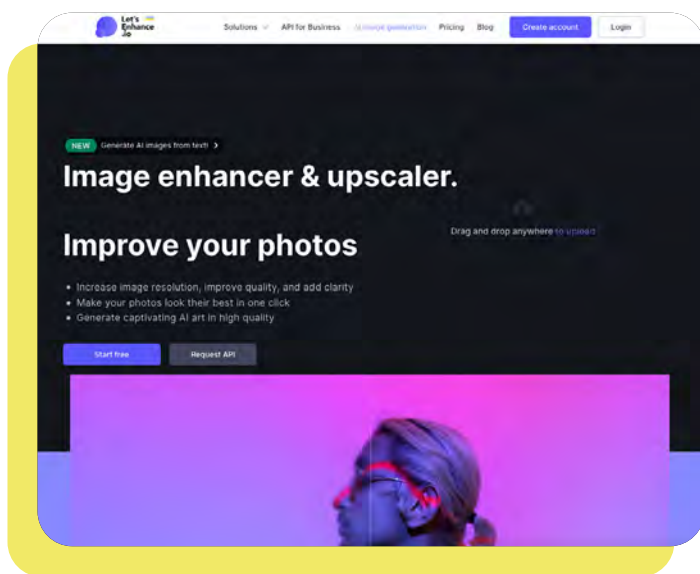 Let's
Enhance
.io
Solutions
API for Business
AI Image generation
Pricing
Blog
Create account
Login
NEW Generate AI images from text!
Image enhancer & upscaler.
Improve your photos
Drag and drop anywhere to upload
• Increase image resolution, improve quality, and add clarity
• Make your photos look their best in one click
• Generate captivating AI art in high quality
Start free
Request API